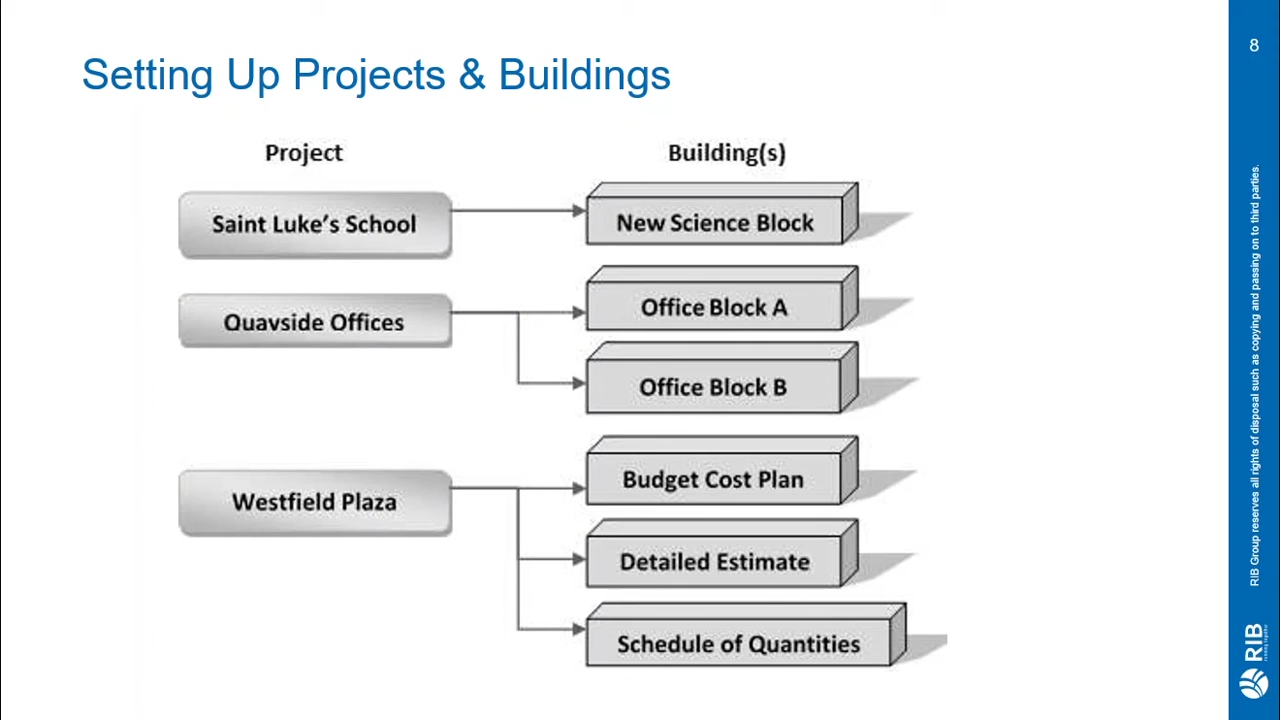 Setting Up Projects & Buildings
8
Project
Building(s)
Saint Luke's School
New Science Block
Quavside Offices
Office Block A
Office Block B
Westfield Plaza
Budget Cost Plan
Detailed Estimate
Schedule of Quantities
RIB Group reserves all rights of disposal such as copying and passing on to third parties.
RIB
running together